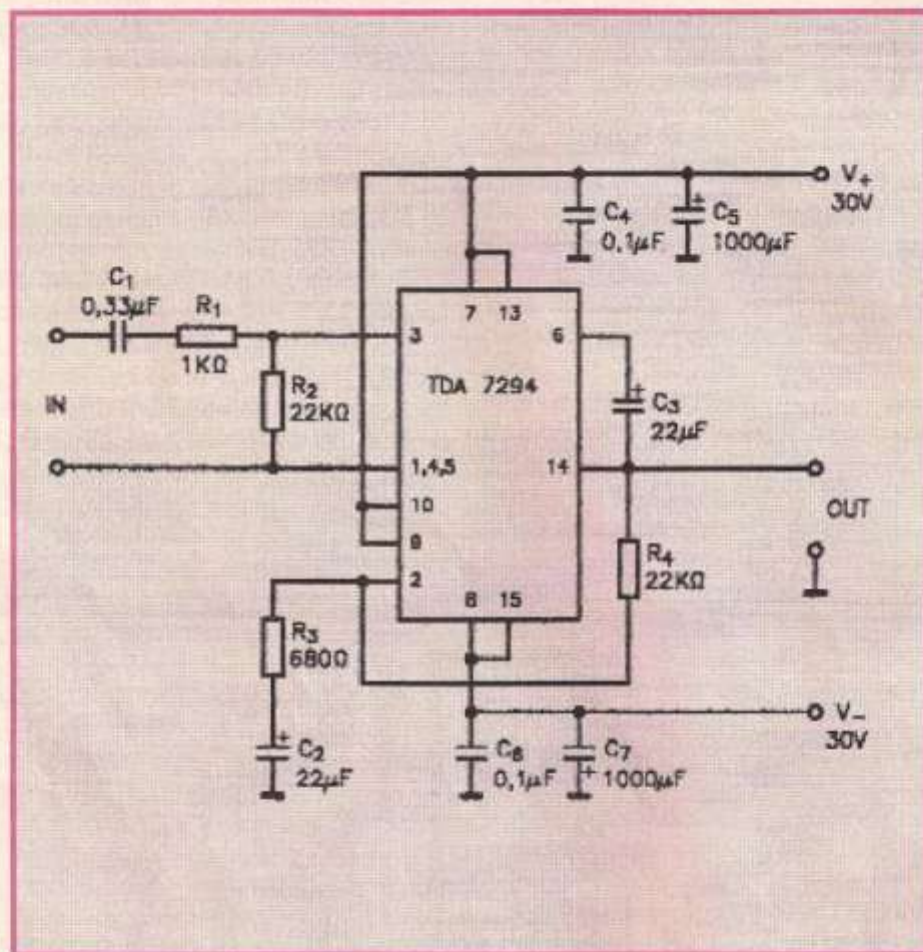 V+
30V
C4
0,1µF
C5
1000µF
C1
0,33µF
R1
1KΩ
7 13
3
6
TDA 7294
R2
22KΩ
C3
22µF
IN
1,4,5
14
10
9
2
OUT
R4
22KΩ
8 15
R3
680Ω
V-
30V
C2
22µF
C6
0,1µF
C7
1000µF